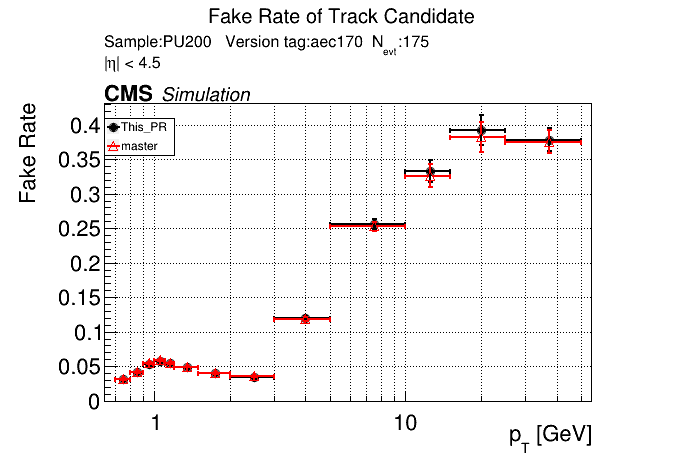 Fake Rate of Track Candidate
Sample:PU200 Version tag:aec170 Nevt:175
|η| < 4.5
CMS Simulation
Fake Rate
This_PR
master
0.4
0.35
0.3
0.25
0.2
0.15
0.1
0.05
0
1
10
pT [GeV]